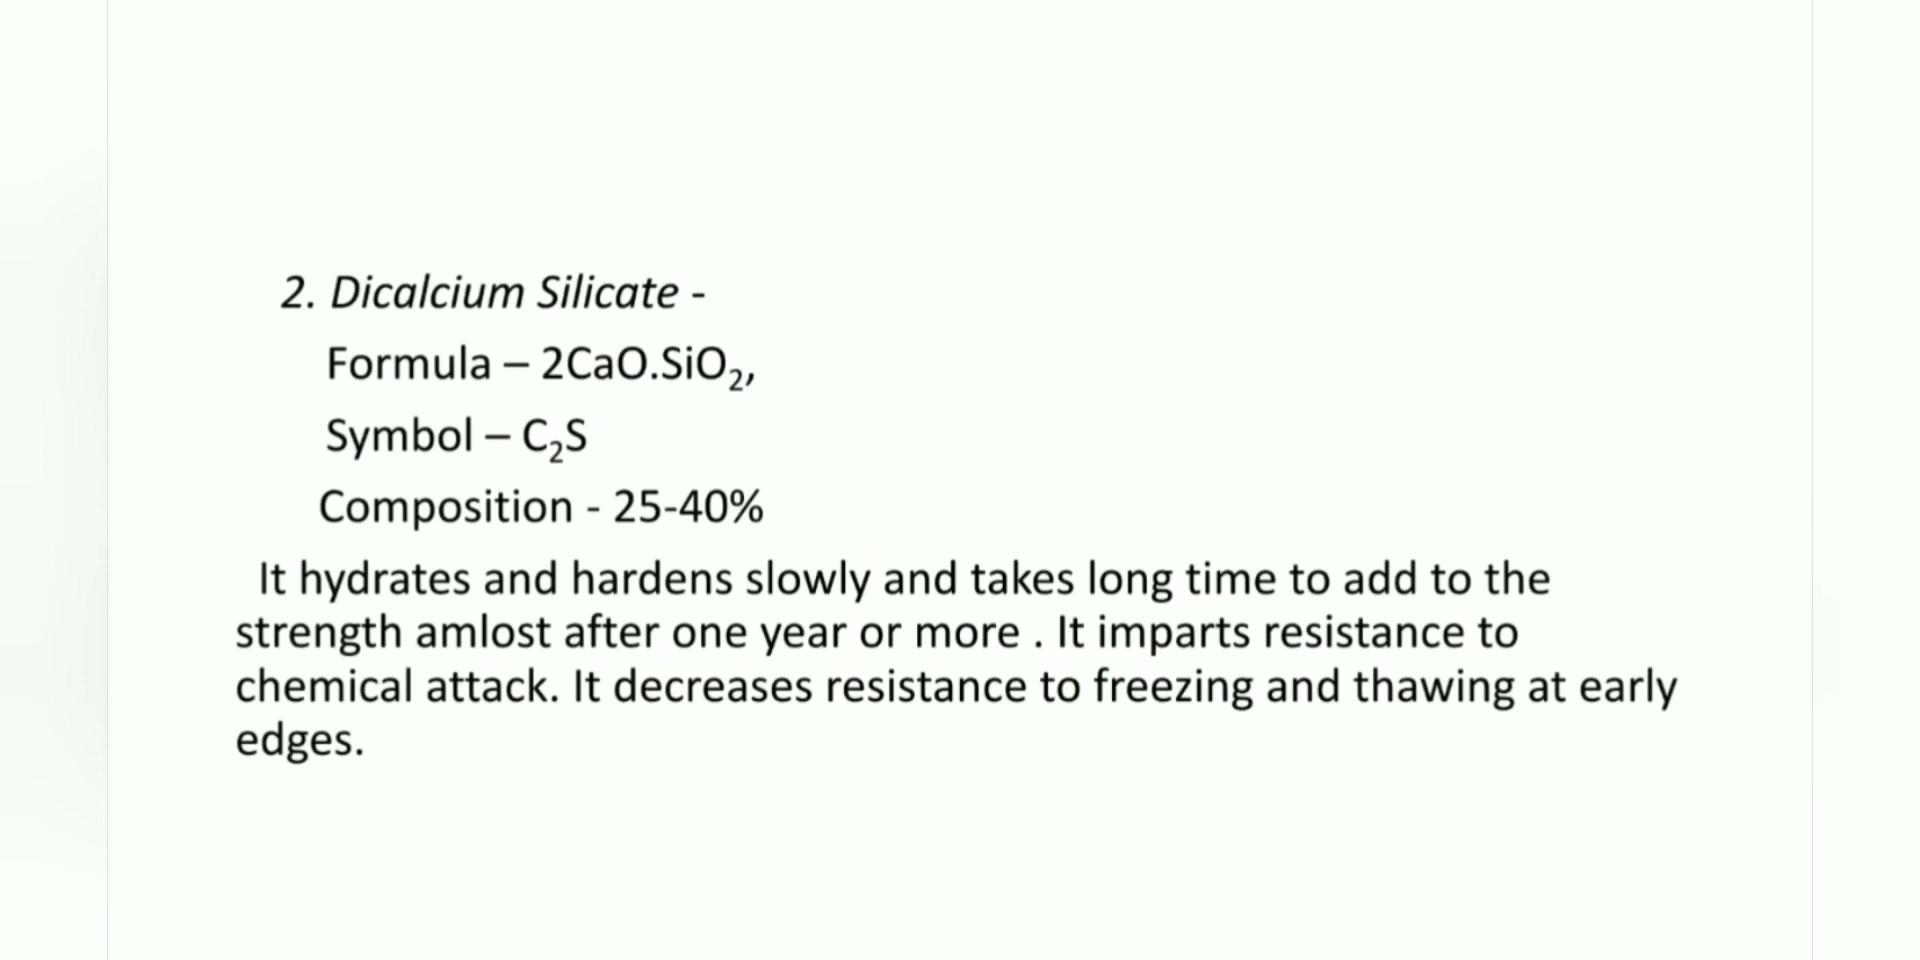 2. Dicalcium Silicate -
Formula – 2CaO.SiO₂,
Symbol – C₂S
Composition - 25-40%
It hydrates and hardens slowly and takes long time to add to the
strength amlost after one year or more . It imparts resistance to
chemical attack. It decreases resistance to freezing and thawing at early
edges.